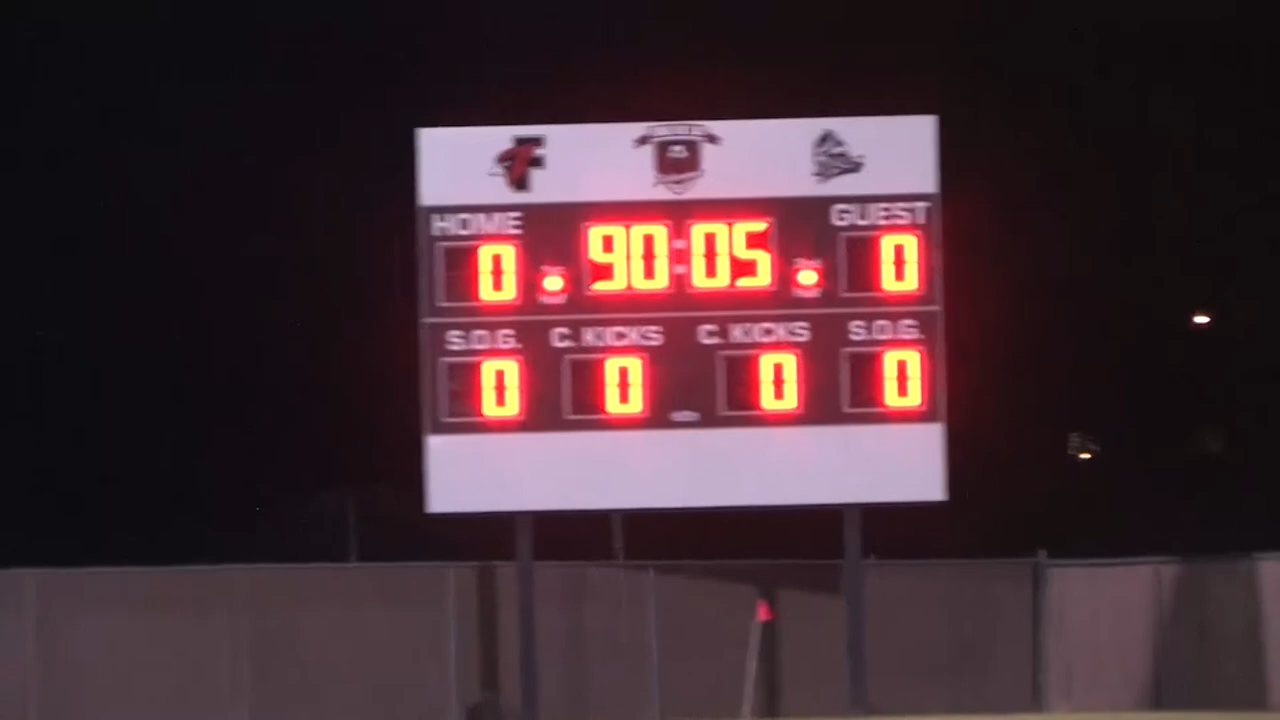 HOME 90:05 GUEST
0 0
S.O.G. C. KICKS C. KICKS S.O.G.
0 0 0 0